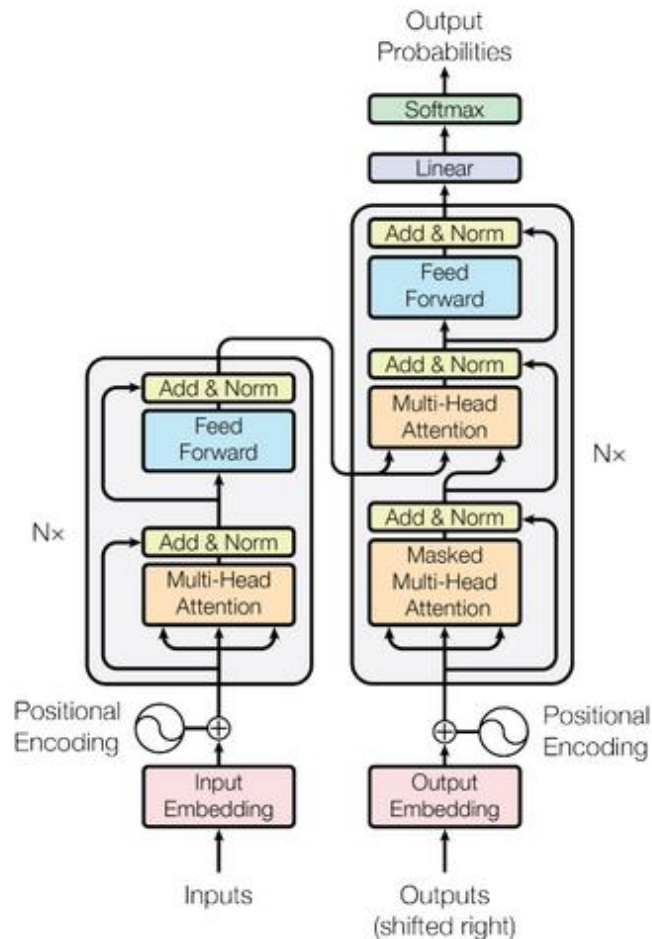 Output
Probabilities
Softmax
Linear
Add & Norm
Feed
Forward
Add & Norm
Multi-Head
Attention
Add & Norm
Masked
Multi-Head
Attention
N×
Add & Norm
Feed
Forward
Add & Norm
Multi-Head
Attention
N×
Positional
Encoding
Positional
Encoding
Input
Embedding
Output
Embedding
Inputs
Outputs
(shifted right)